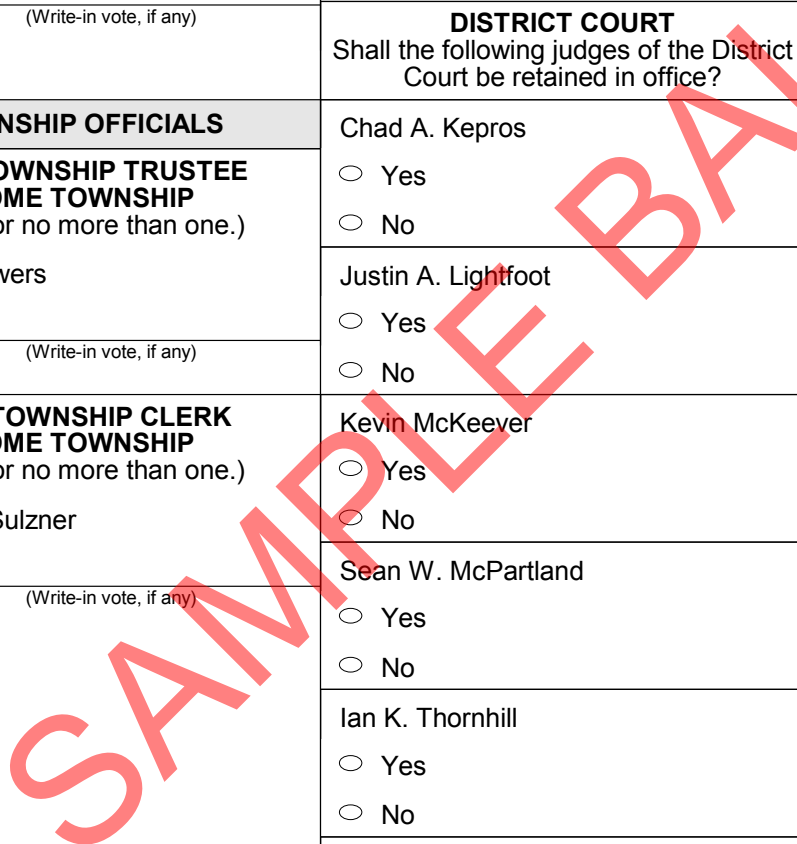 (Write-in vote, if any)
NSHIP OFFICIALS
OWNSHIP TRUSTEE
OME TOWNSHIP
or no more than one.)
wers
(Write-in vote, if any)
TOWNSHIP CLERK
OME TOWNSHIP
or no more than one.)
Sulzner
(Write-in vote, if any)
DISTRICT COURT
Shall the following judges of the District
Court be retained in office?
Chad A. Kepros
Yes
No
Justin A. Lightfoot
Yes
No
Kevin McKeever
Yes
No
Sean W. McPartland
Yes
No
Ian K. Thornhill
Yes
No
SAMPLE BAL